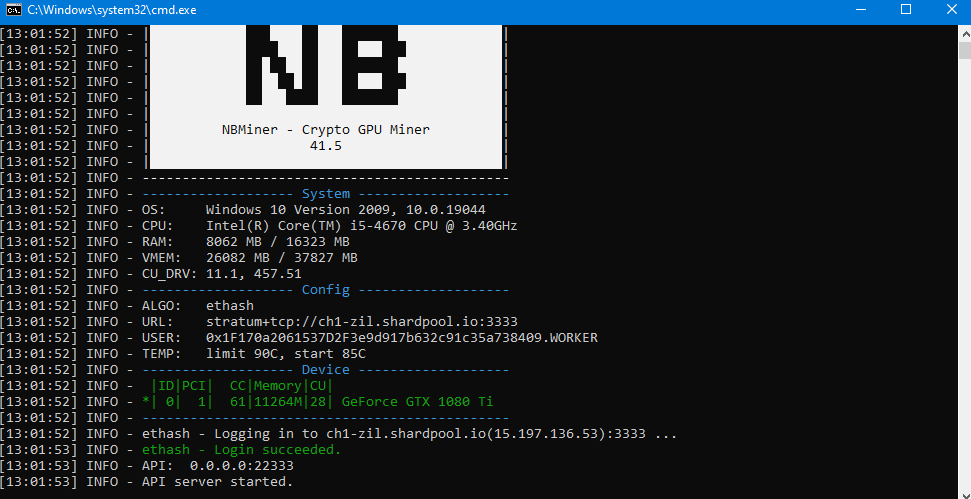 C:\Windows\system32\cmd.exe
[13:01:52] INFO - | |
[13:01:52] INFO - | |
[13:01:52] INFO - | NB |
[13:01:52] INFO - | |
[13:01:52] INFO - | |
[13:01:52] INFO - | |
[13:01:52] INFO - | NBMiner - Crypto GPU Miner |
[13:01:52] INFO - | 41.5 |
[13:01:52] INFO - | |
[13:01:52] INFO - ----------------------------------------------
[13:01:52] INFO - ------------------- System -------------------
[13:01:52] INFO - OS: Windows 10 Version 2009, 10.0.19044
[13:01:52] INFO - CPU: Intel(R) Core(TM) i5-4670 CPU @ 3.40GHz
[13:01:52] INFO - RAM: 8062 MB / 16323 MB
[13:01:52] INFO - VMEM: 26082 MB / 37827 MB
[13:01:52] INFO - CU_DRV: 11.1, 457.51
[13:01:52] INFO - ------------------- Config -------------------
[13:01:52] INFO - ALGO: ethash
[13:01:52] INFO - URL: stratum+tcp://ch1-zil.shardpool.io:3333
[13:01:52] INFO - USER: 0x1F170a2061537D2F3e9d917b632c91c35a738409.WORKER
[13:01:52] INFO - TEMP: limit 90C, start 85C
[13:01:52] INFO - ------------------- Device -------------------
[13:01:52] INFO - |ID|PCI| CC|Memory|CU|
[13:01:52] INFO - *| 0| 1| 61|11264M|28| GeForce GTX 1080 Ti
[13:01:52] INFO - ----------------------------------------------
[13:01:52] INFO - ethash - Logging in to ch1-zil.shardpool.io(15.197.136.53):3333 ...
[13:01:53] INFO - ethash - Login succeeded.
[13:01:53] INFO - API: 0.0.0.0:22333
[13:01:53] INFO - API server started.